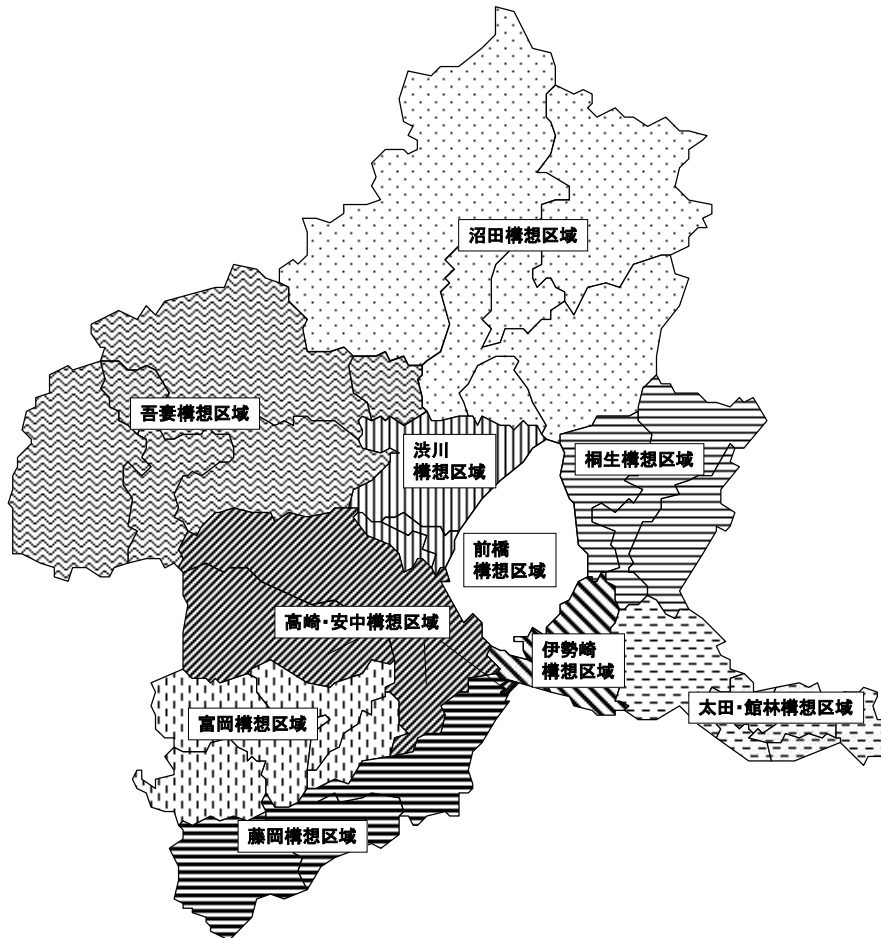 沼田構想区域
吾妻構想区域
渋川
構想区域
桐生構想区域
前橋
構想区域
高崎・安中構想区域
伊勢崎
構想区域
富岡構想区域
太田・館林構想区域
藤岡構想区域